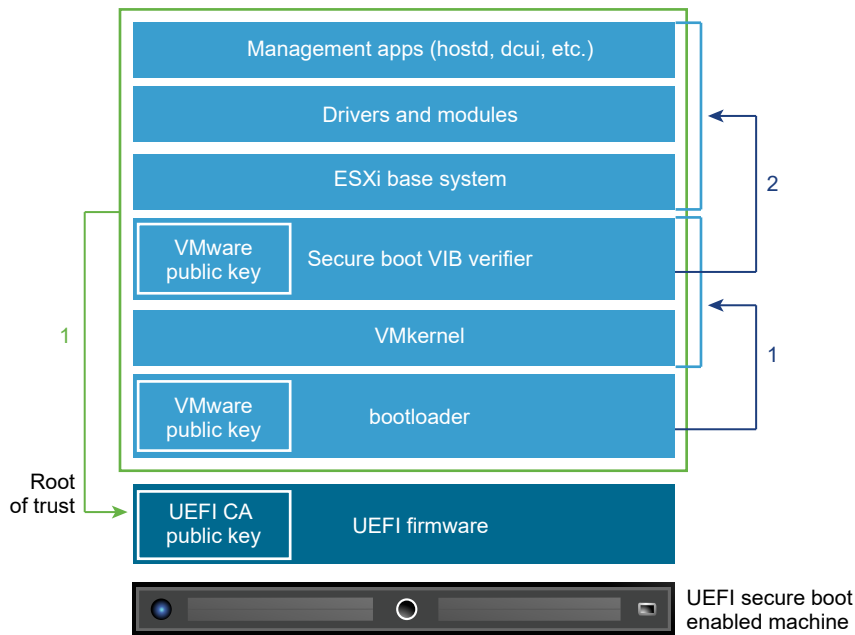 Management apps (hostd, dcui, etc.)
Drivers and modules
ESXi base system
2
VMware
public key
Secure boot VIB verifier
1
VMkernel
1
VMware
public key
bootloader
Root
of trust
UEFI CA
public key
UEFI firmware
UEFI secure boot
enabled machine